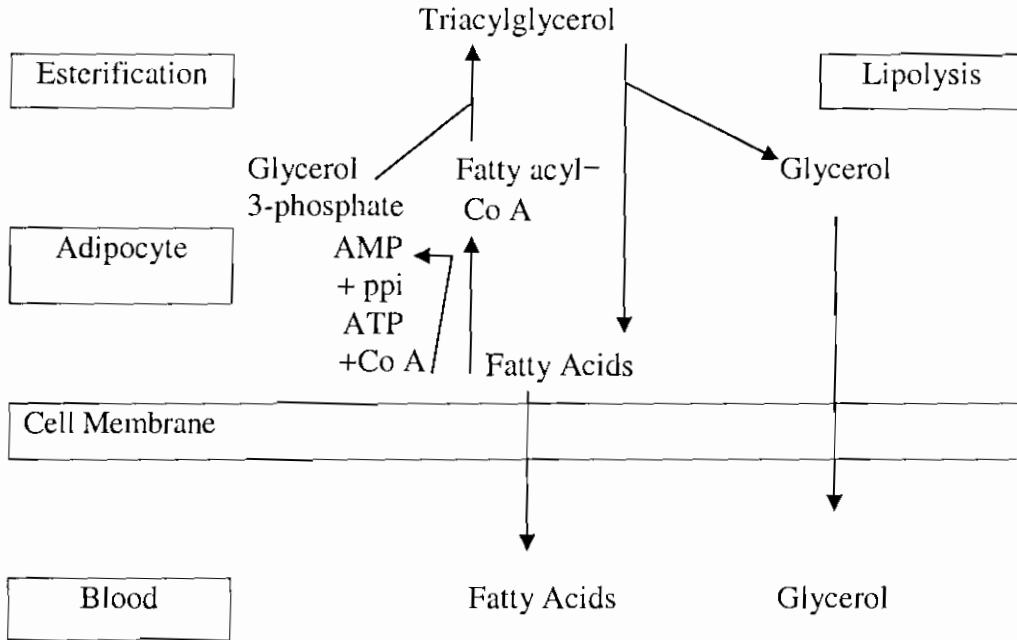 Triacylglycerol
Esterification
Lipolysis
Glycerol
3-phosphate
Fatty acyl–
Co A
Glycerol
Adipocyte
AMP
+ ppi
ATP
+Co A
Fatty Acids
Cell Membrane
Blood
Fatty Acids
Glycerol